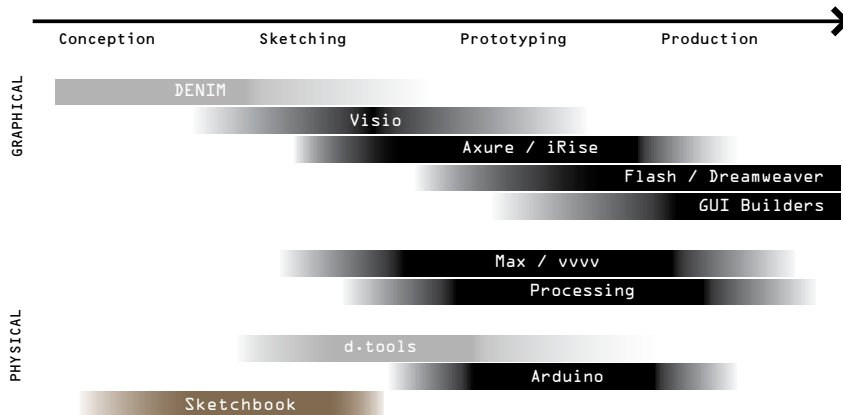 Conception Sketching Prototyping Production
GRAPHICAL
DENIM
Visio
Axure / iRise
Flash / Dreamweaver
GUI Builders
Max / vvvv
Processing
PHYSICAL
d.tools
Arduino
Sketchbook